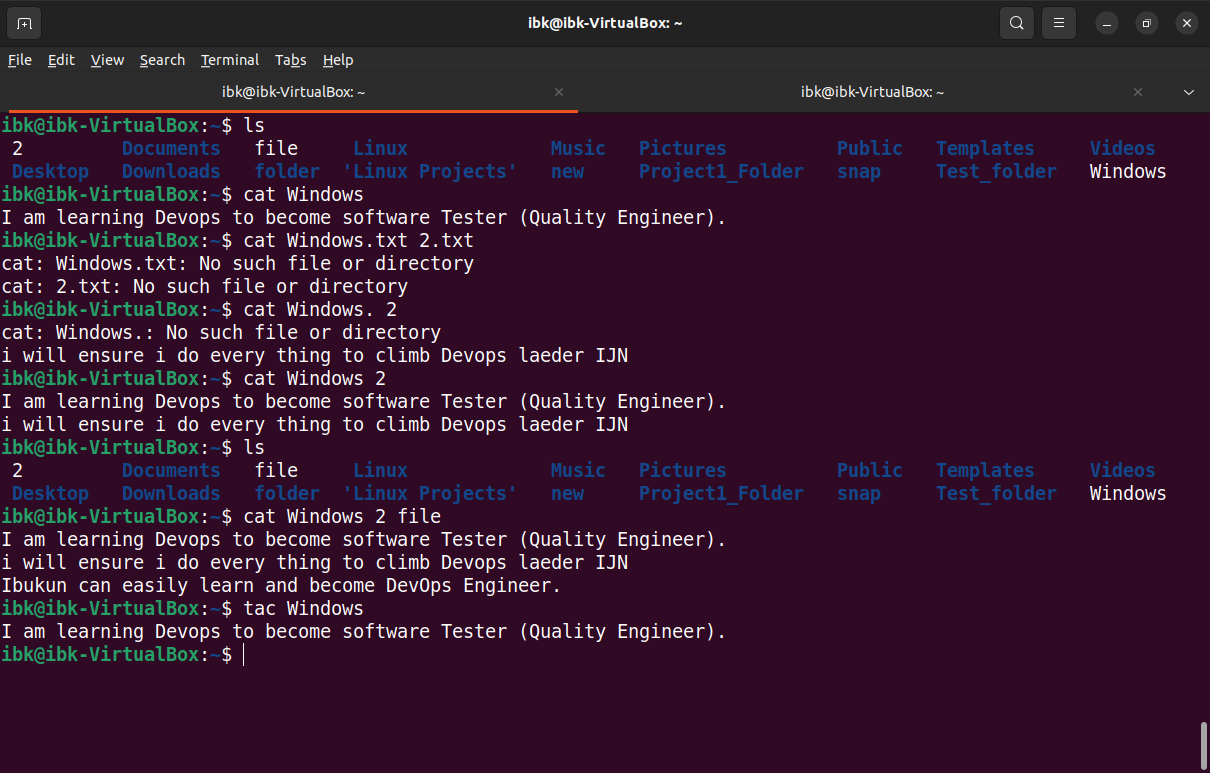 ibk@ibk-VirtualBox: ~
File Edit View Search Terminal Tabs Help
ibk@ibk-VirtualBox: ~ × ibk@ibk-VirtualBox: ~ ×
ibk@ibk-VirtualBox:~$ ls
2 Documents file Linux Music Pictures Public Templates Videos
Desktop Downloads folder 'Linux Projects' new Project1_Folder snap Test_folder Windows
ibk@ibk-VirtualBox:~$ cat Windows
I am learning Devops to become software Tester (Quality Engineer).
ibk@ibk-VirtualBox:~$ cat Windows.txt 2.txt
cat: Windows.txt: No such file or directory
cat: 2.txt: No such file or directory
ibk@ibk-VirtualBox:~$ cat Windows. 2
cat: Windows.: No such file or directory
i will ensure i do every thing to climb Devops laeder IJN
ibk@ibk-VirtualBox:~$ cat Windows 2
I am learning Devops to become software Tester (Quality Engineer).
i will ensure i do every thing to climb Devops laeder IJN
ibk@ibk-VirtualBox:~$ ls
2 Documents file Linux Music Pictures Public Templates Videos
Desktop Downloads folder 'Linux Projects' new Project1_Folder snap Test_folder Windows
ibk@ibk-VirtualBox:~$ cat Windows 2 file
I am learning Devops to become software Tester (Quality Engineer).
i will ensure i do every thing to climb Devops laeder IJN
Ibukun can easily learn and become DevOps Engineer.
ibk@ibk-VirtualBox:~$ tac Windows
I am learning Devops to become software Tester (Quality Engineer).
ibk@ibk-VirtualBox:~$